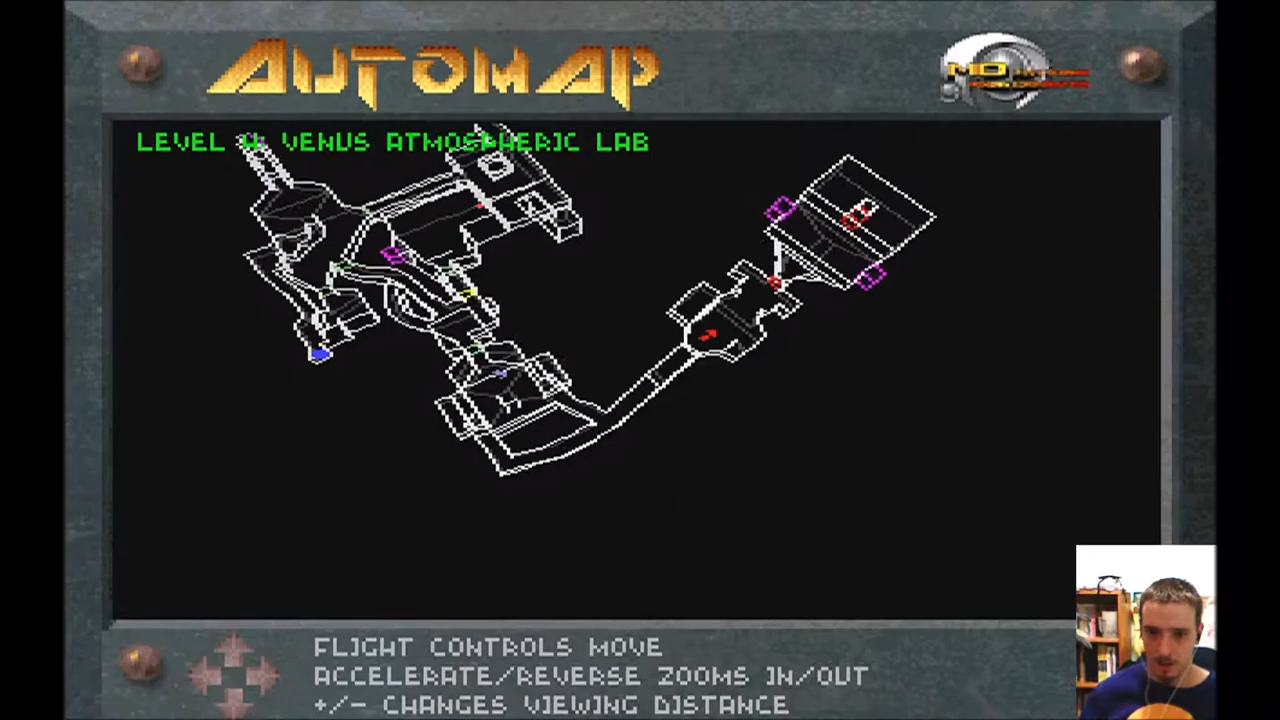 AUTOMAP
LEVEL 4: VENUS ATMOSPHERIC LAB
FLIGHT CONTROLS MOVE
ACCELERATE/REVERSE ZOOMS IN/OUT
+/- CHANGES VIEWING DISTANCE